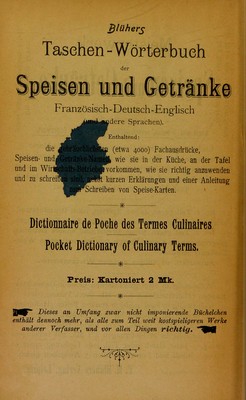 Blühers
Taschen-Wörterbuch
der
Speisen und Getränke
Französisch-Deutsch-Englisch
(und andere Sprachen).
Enthaltend:
die (etwa 4000) Fachausdrücke,
Speisen- und wie sie in der Küche, an der Tafel
und im vorkommen, wie sie richtig anzuwenden
und zu kurzen Erklärungen und einer Anleitung
Schreiben von Speise-Karten.
Dictionnaire de Poche des Termes Culinaires
Pocket Dictionary of Culinary Terms.
Preis: Kartoniert 2 Mk.
Dieses an Umfang zwar nicht imponierende Büchelchen
enthält dennoch mehr, als alle zum Teil weit kostspieligeren Werke
anderer Verfasser, und vor allen Dingen richtig.